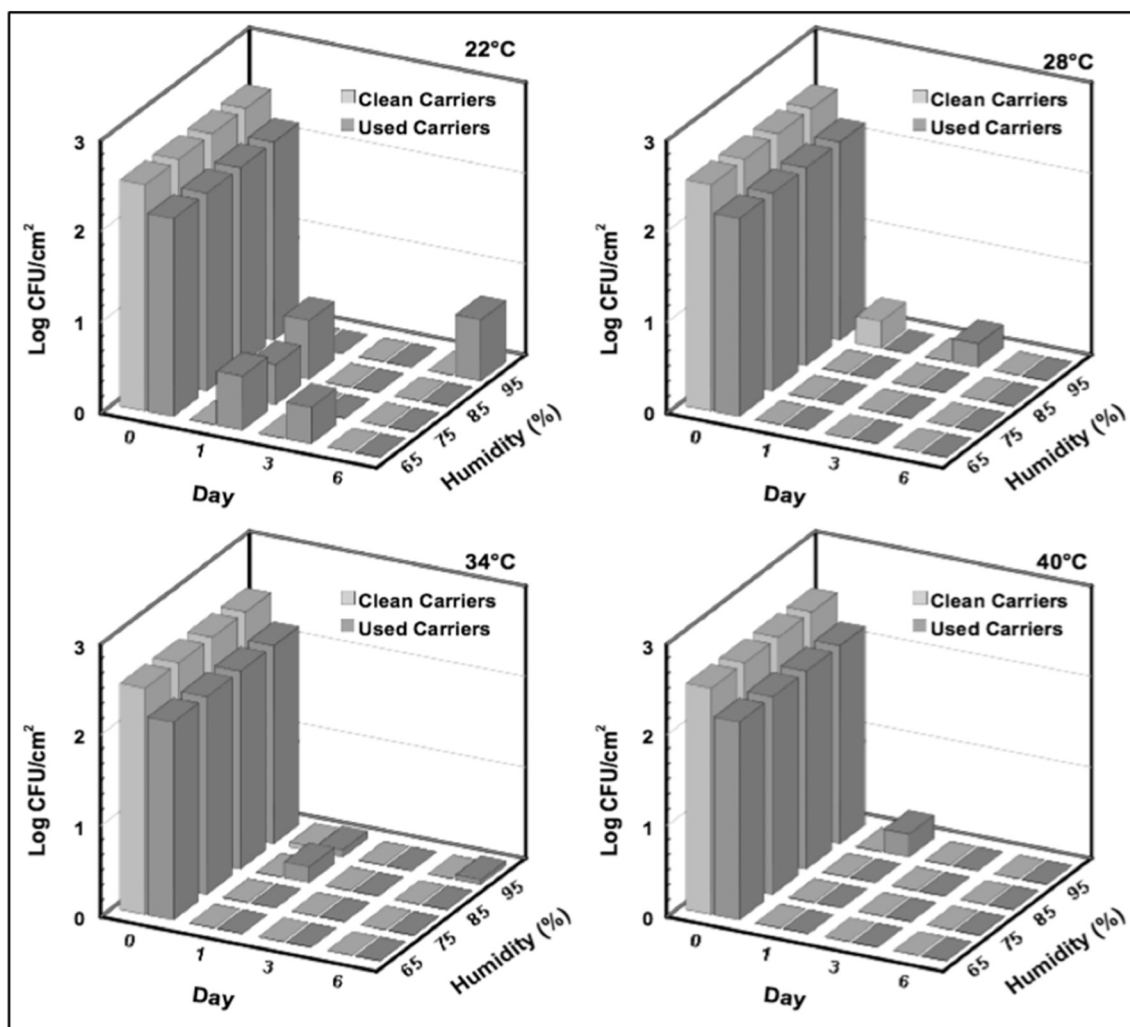 22°C
Clean Carriers
Used Carriers
3
2
1
0
Log CFU/cm²
0
1
3
6
Day
65
75
85
95
Humidity (%)
28°C
Clean Carriers
Used Carriers
3
2
1
0
Log CFU/cm²
0
1
3
6
Day
65
75
85
95
Humidity (%)
34°C
Clean Carriers
Used Carriers
3
2
1
0
Log CFU/cm²
0
1
3
6
Day
65
75
85
95
Humidity (%)
40°C
Clean Carriers
Used Carriers
3
2
1
0
Log CFU/cm²
0
1
3
6
Day
65
75
85
95
Humidity (%)